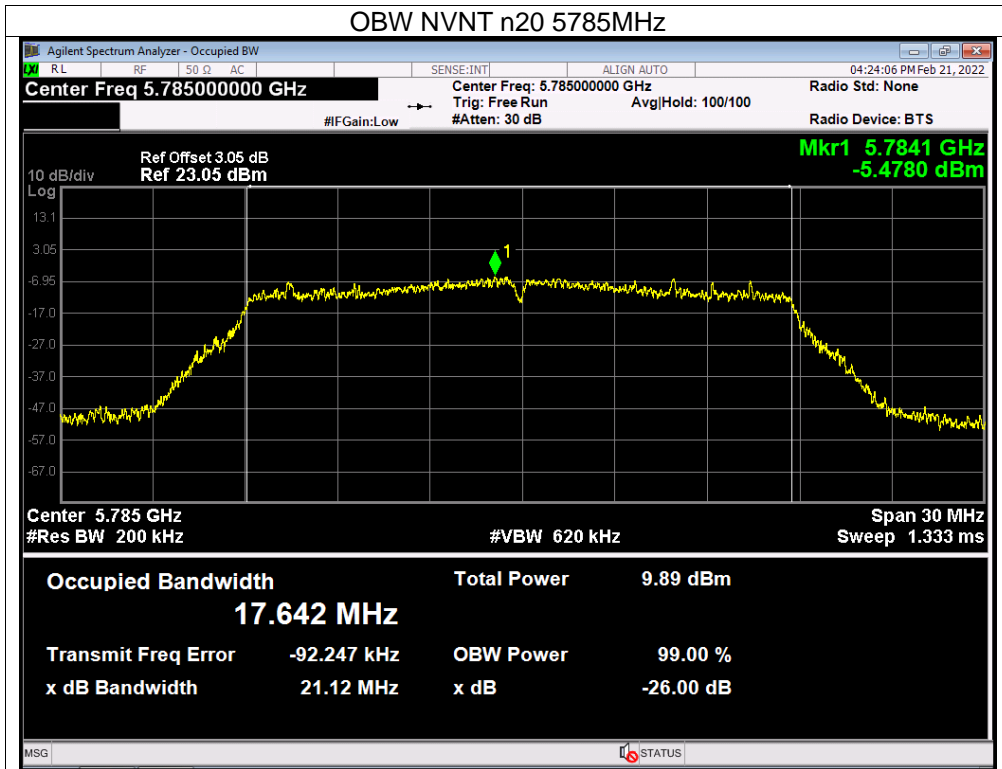 OBW NVNT n20 5785MHz
Agilent Spectrum Analyzer - Occupied BW
LXI RL RF 50 Ω AC SENSE:INT ALIGN AUTO 04:24:06 PM Feb 21, 2022
Center Freq 5.785000000 GHz Center Freq: 5.785000000 GHz Radio Std: None
Trig: Free Run Avg|Hold: 100/100
#IFGain:Low #Atten: 30 dB Radio Device: BTS
Mkr1 5.7841 GHz
-5.4780 dBm
Ref Offset 3.05 dB
10 dB/div Ref 23.05 dBm
Log
13.1
3.05
1
-6.95
-17.0
-27.0
-37.0
-47.0
-57.0
-67.0
Center 5.785 GHz Span 30 MHz
#Res BW 200 kHz #VBW 620 kHz Sweep 1.333 ms
Occupied Bandwidth Total Power 9.89 dBm
17.642 MHz
Transmit Freq Error -92.247 kHz OBW Power 99.00 %
x dB Bandwidth 21.12 MHz x dB -26.00 dB
MSG STATUS